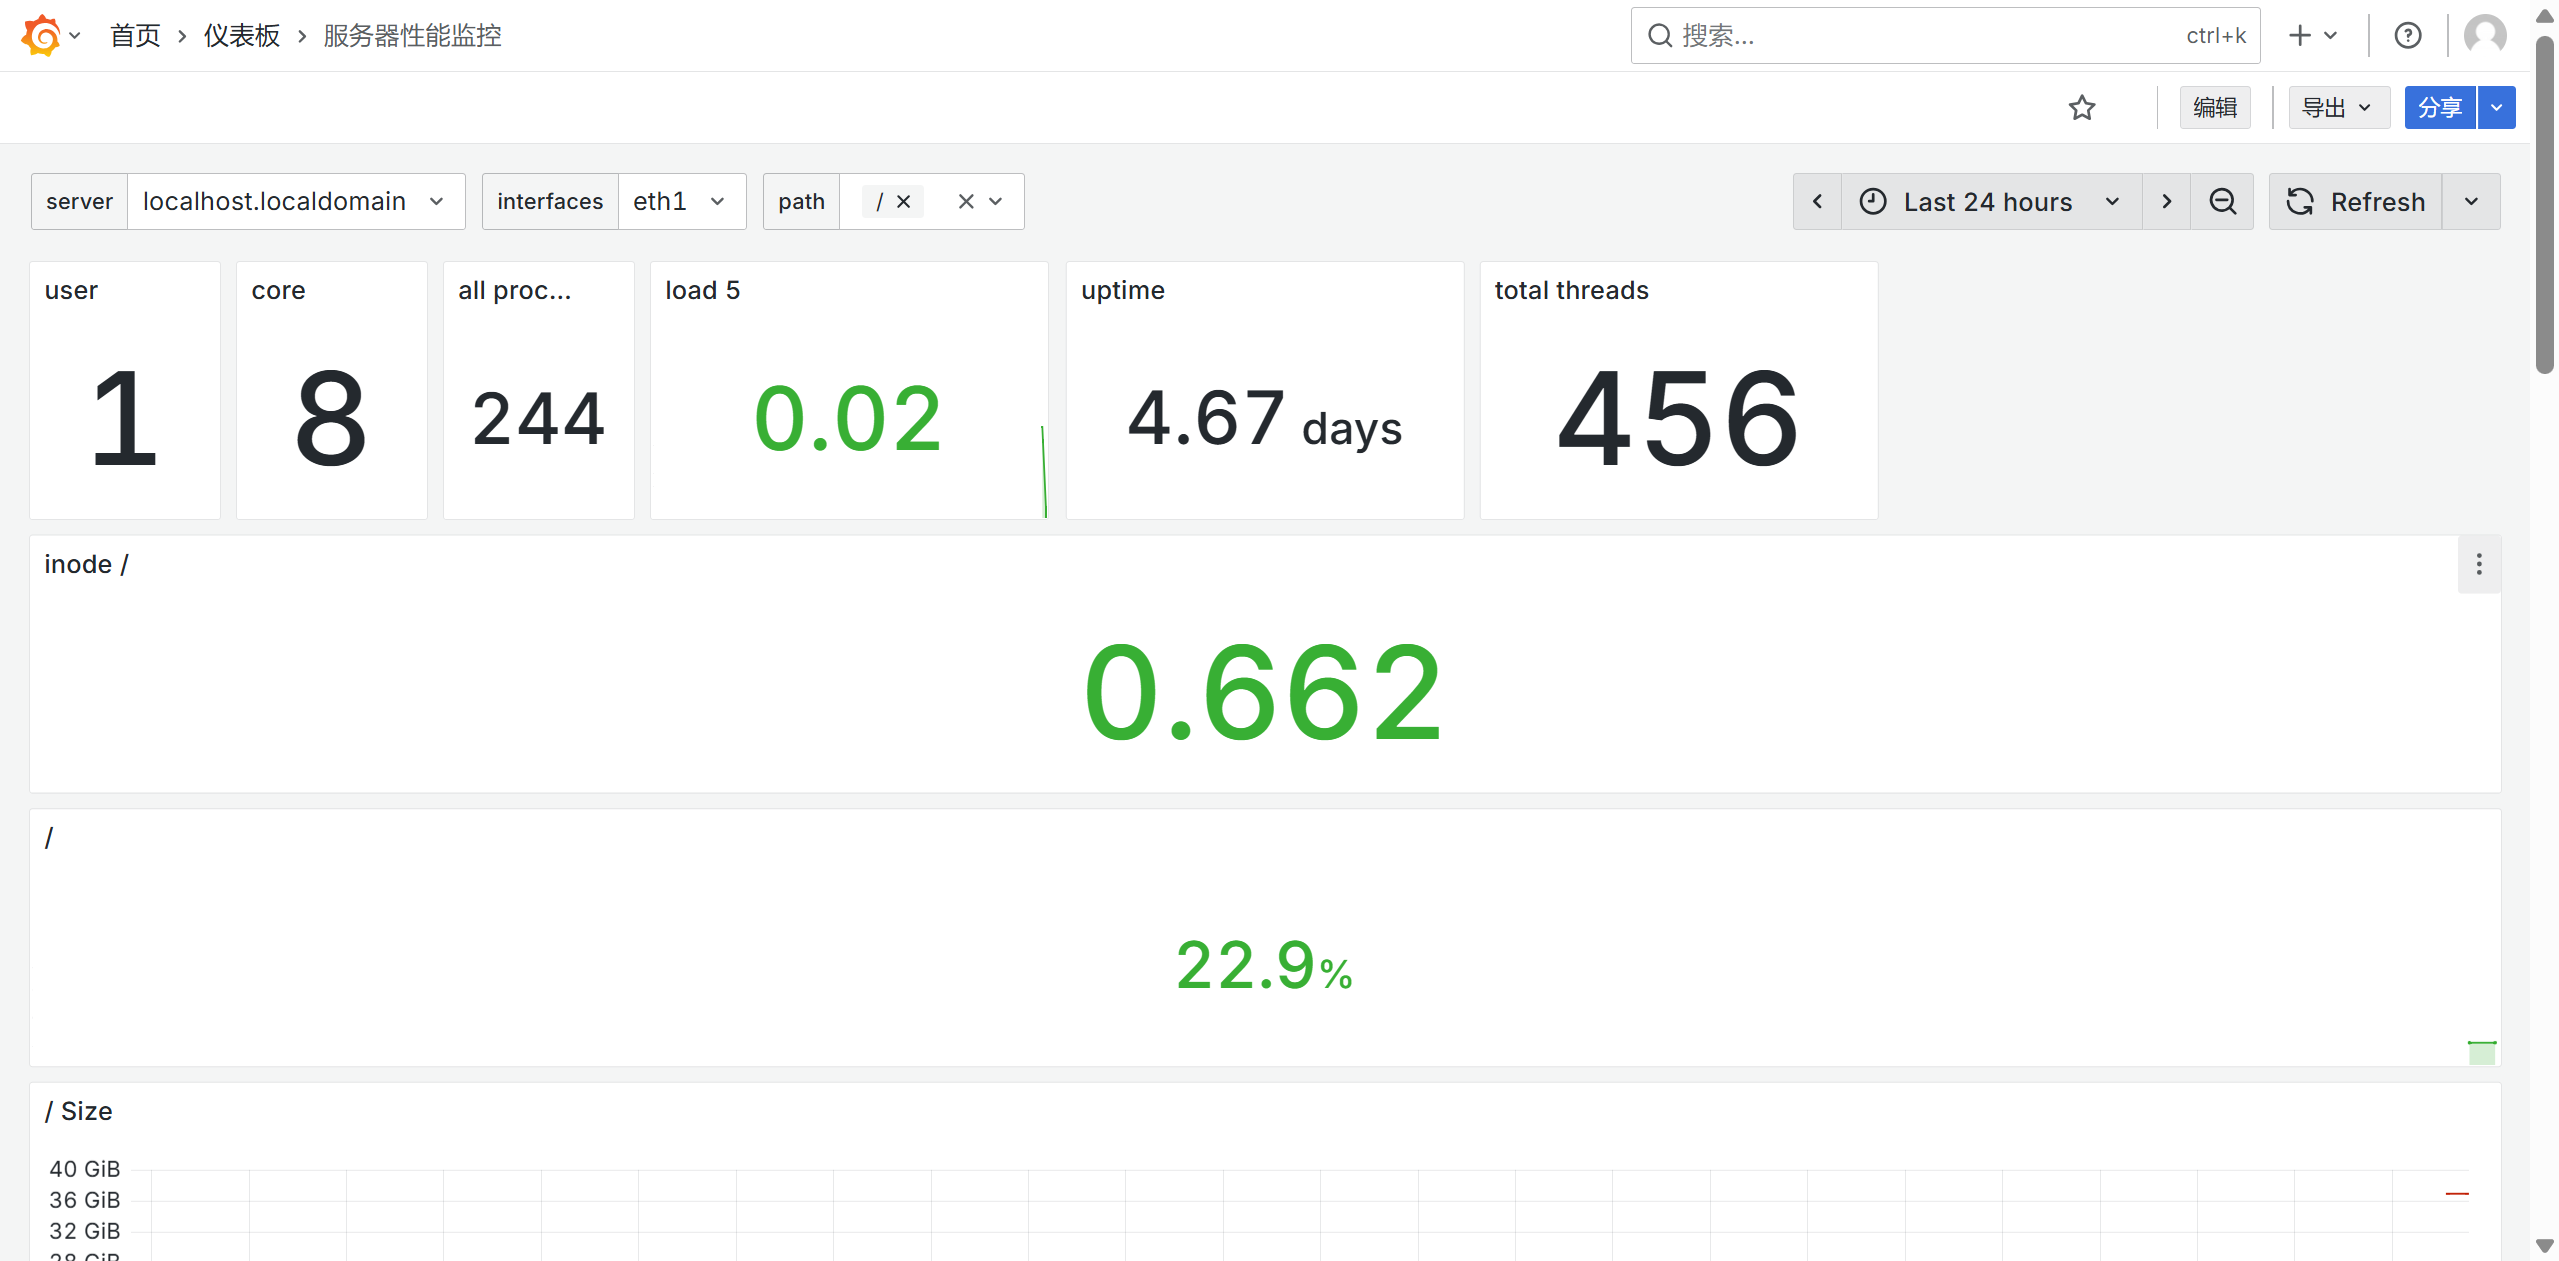 首页 › 仪表板 › 服务器性能监控
搜索...
ctrl+k
编辑
导出
分享
server
localhost.localdomain
interfaces
eth1
path
/
Last 24 hours
Refresh
user
1
core
8
all proc...
244
load 5
0.02
uptime
4.67 days
total threads
456
inode /
0.662
/
22.9%
/ Size
40 GiB
36 GiB
32 GiB
28 GiB